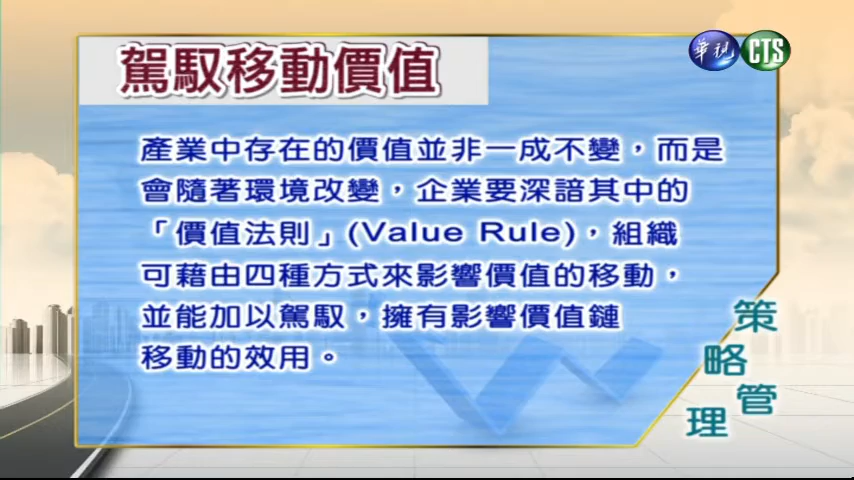 駕馭移動價值
華視 CTS
產業中存在的價值並非一成不變，而是
會隨著環境改變，企業要深諳其中的
「價值法則」(Value Rule)，組織
可藉由四種方式來影響價值的移動，
並能加以駕馭，擁有影響價值鏈
移動的效用。
策略管理